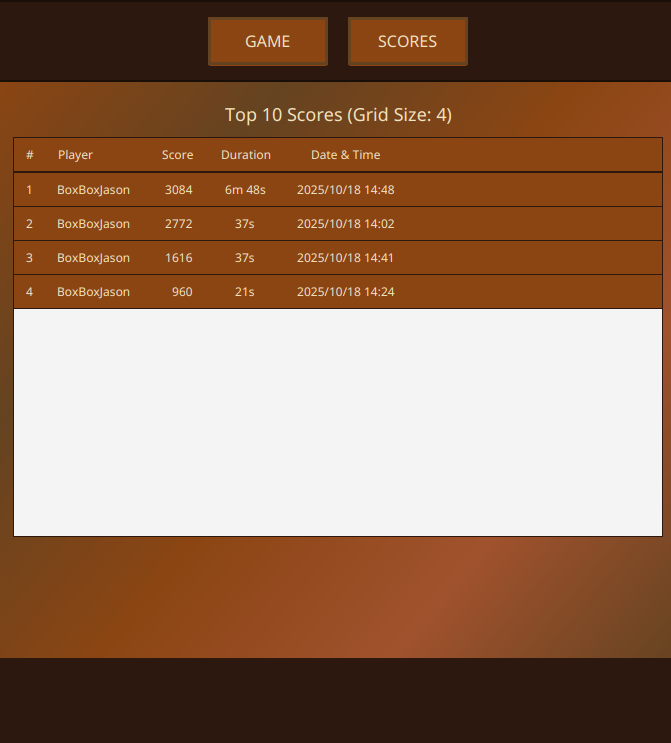 GAME SCORES
Top 10 Scores (Grid Size: 4)
# Player Score Duration Date & Time
1 BoxBoxJason 3084 6m 48s 2025/10/18 14:48
2 BoxBoxJason 2772 37s 2025/10/18 14:02
3 BoxBoxJason 1616 37s 2025/10/18 14:41
4 BoxBoxJason 960 21s 2025/10/18 14:24